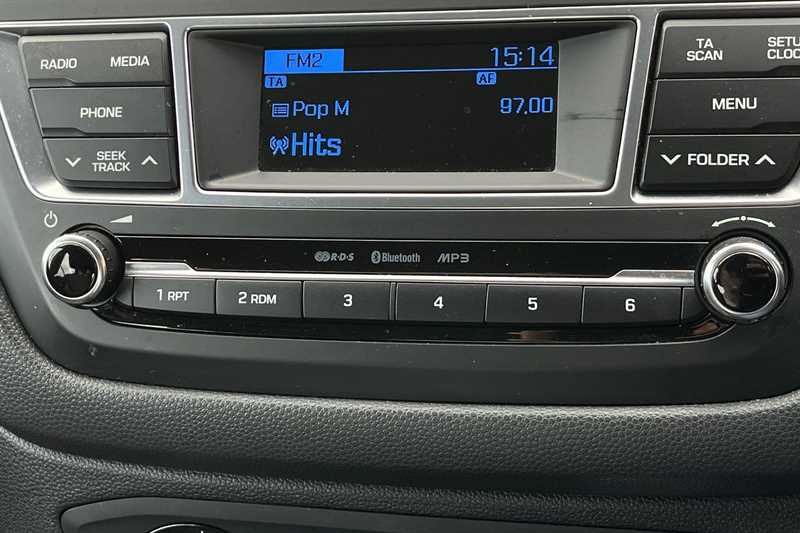 RADIO MEDIA
PHONE
SEEK
TRACK
FM2 15:14
TA AF
Pop M 97.00
Hits
TA
SCAN
SETUP
CLOCK
MENU
FOLDER
R·D·S Bluetooth MP3
1 RPT 2 RDM 3 4 5 6